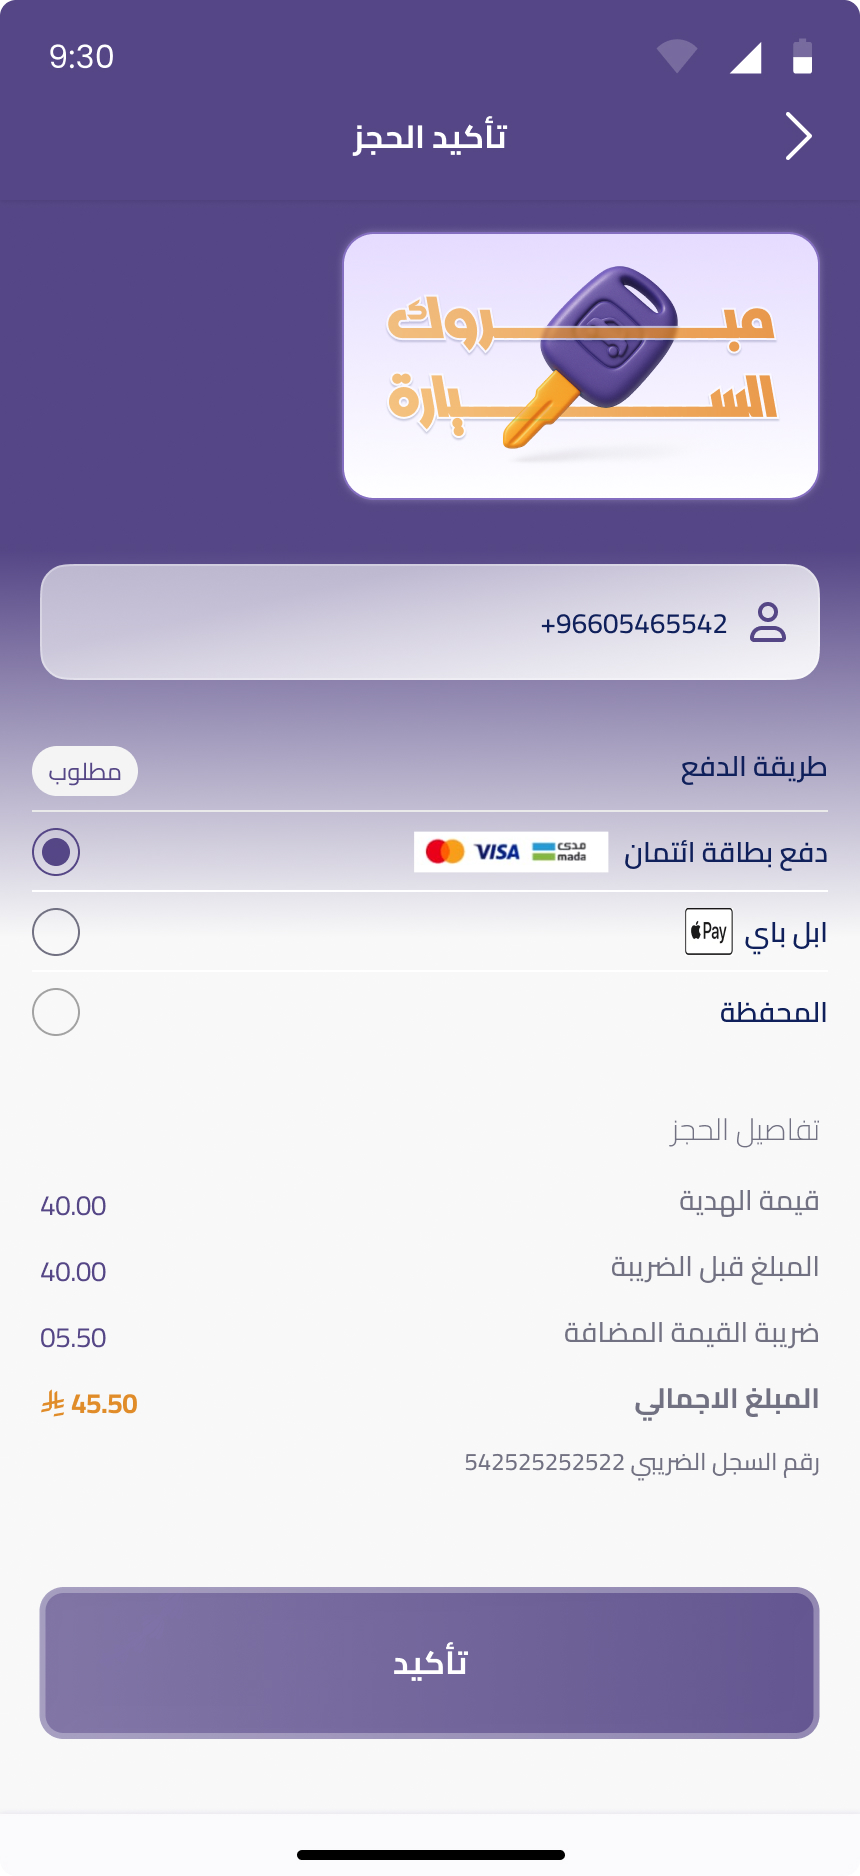 9:30
تأكيد الحجز
مبـــروك
الســـيارة
+96605465542
طريقة الدفع مطلوب
دفع بطاقة ائتمان مدى mada VISA
ابل باي Pay
المحفظة
تفاصيل الحجز
قيمة الهدية 40.00
المبلغ قبل الضريبة 40.00
ضريبة القيمة المضافة 05.50
المبلغ الاجمالي 45.50
رقم السجل الضريبي 542525252522
تأكيد